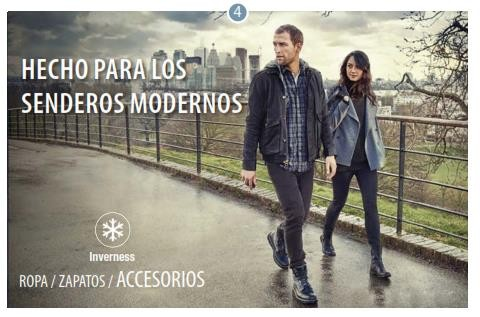 4
HECHO PARA LOS
SENDEROS MODERNOS
Inverness
ROPA / ZAPATOS / ACCESORIOS